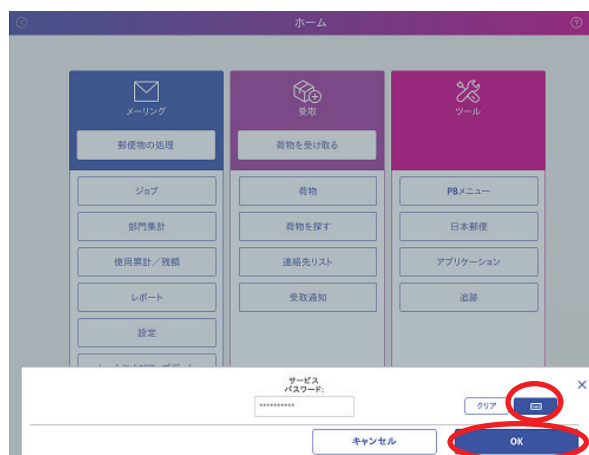 ホーム
メーリング
郵便物の処理
ジョブ
部門集計
使用累計／残額
レポート
設定
受取
荷物を受け取る
荷物
荷物を探す
連絡先リスト
受取通知
ツール
PBメニュー
日本郵便
アプリケーション
追跡
サービス
パスワード:
**********
クリア
キャンセル
OK